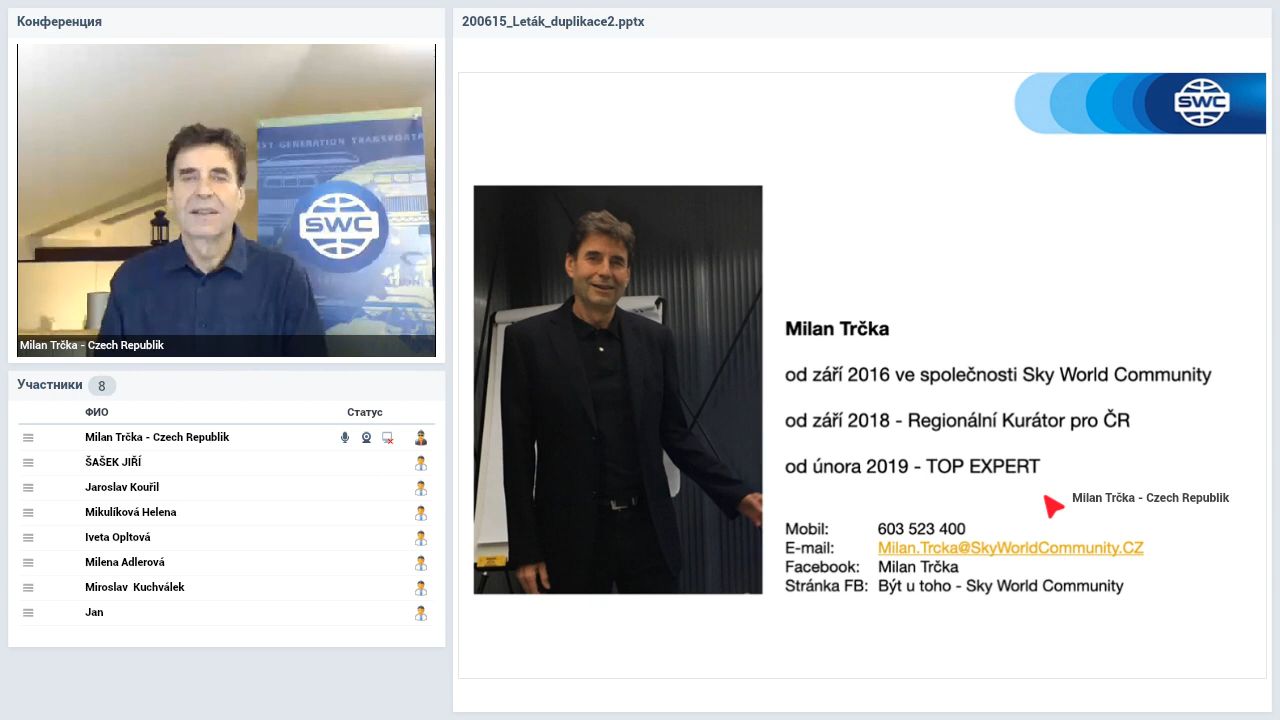 Конференция
NEXT GENERATION TRANSPORTA
SWC
Milan Trčka - Czech Republik
Участники 8
ФИО Статус
Milan Trčka - Czech Republik
ŠAŠEK JIŘÍ
Jaroslav Kouřil
Mikulíková Helena
Iveta Opltová
Milena Adlerová
Miroslav Kuchválek
Jan
200615_Leták_duplikace2.pptx
SWC
Milan Trčka
od září 2016 ve společnosti Sky World Community
od září 2018 - Regionální Kurátor pro ČR
od února 2019 - TOP EXPERT
Milan Trčka - Czech Republik
Mobil: 603 523 400
E-mail: Milan.Trcka@SkyWorldCommunity.CZ
Facebook: Milan Trčka
Stránka FB: Být u toho - Sky World Community